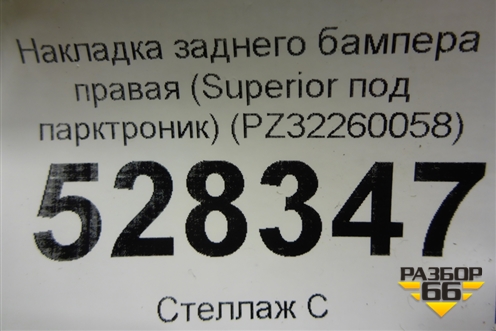 Накладка заднего бампера
правая (Superior под
парктроник) (PZ32260058)
528347
Стеллаж С
РАЗБОР
66